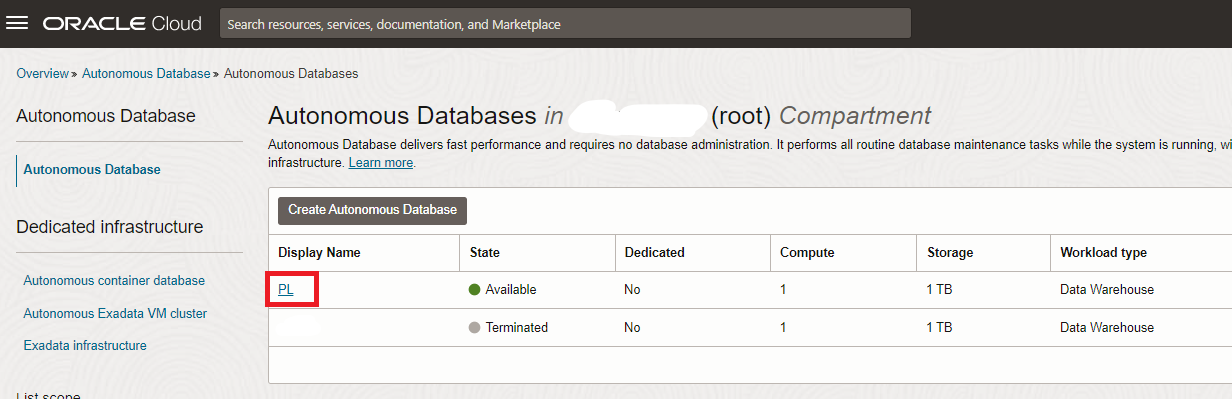 ORACLE Cloud
Search resources, services, documentation, and Marketplace
Overview » Autonomous Database » Autonomous Databases
Autonomous Database
Autonomous Database
Dedicated infrastructure
Autonomous container database
Autonomous Exadata VM cluster
Exadata infrastructure
List scope
Autonomous Databases in (root) Compartment
Autonomous Database delivers fast performance and requires no database administration. It performs all routine database maintenance tasks while the system is running, wi
infrastructure. Learn more.
Create Autonomous Database
Display Name State Dedicated Compute Storage Workload type
PL Available No 1 1 TB Data Warehouse
Terminated No 1 1 TB Data Warehouse